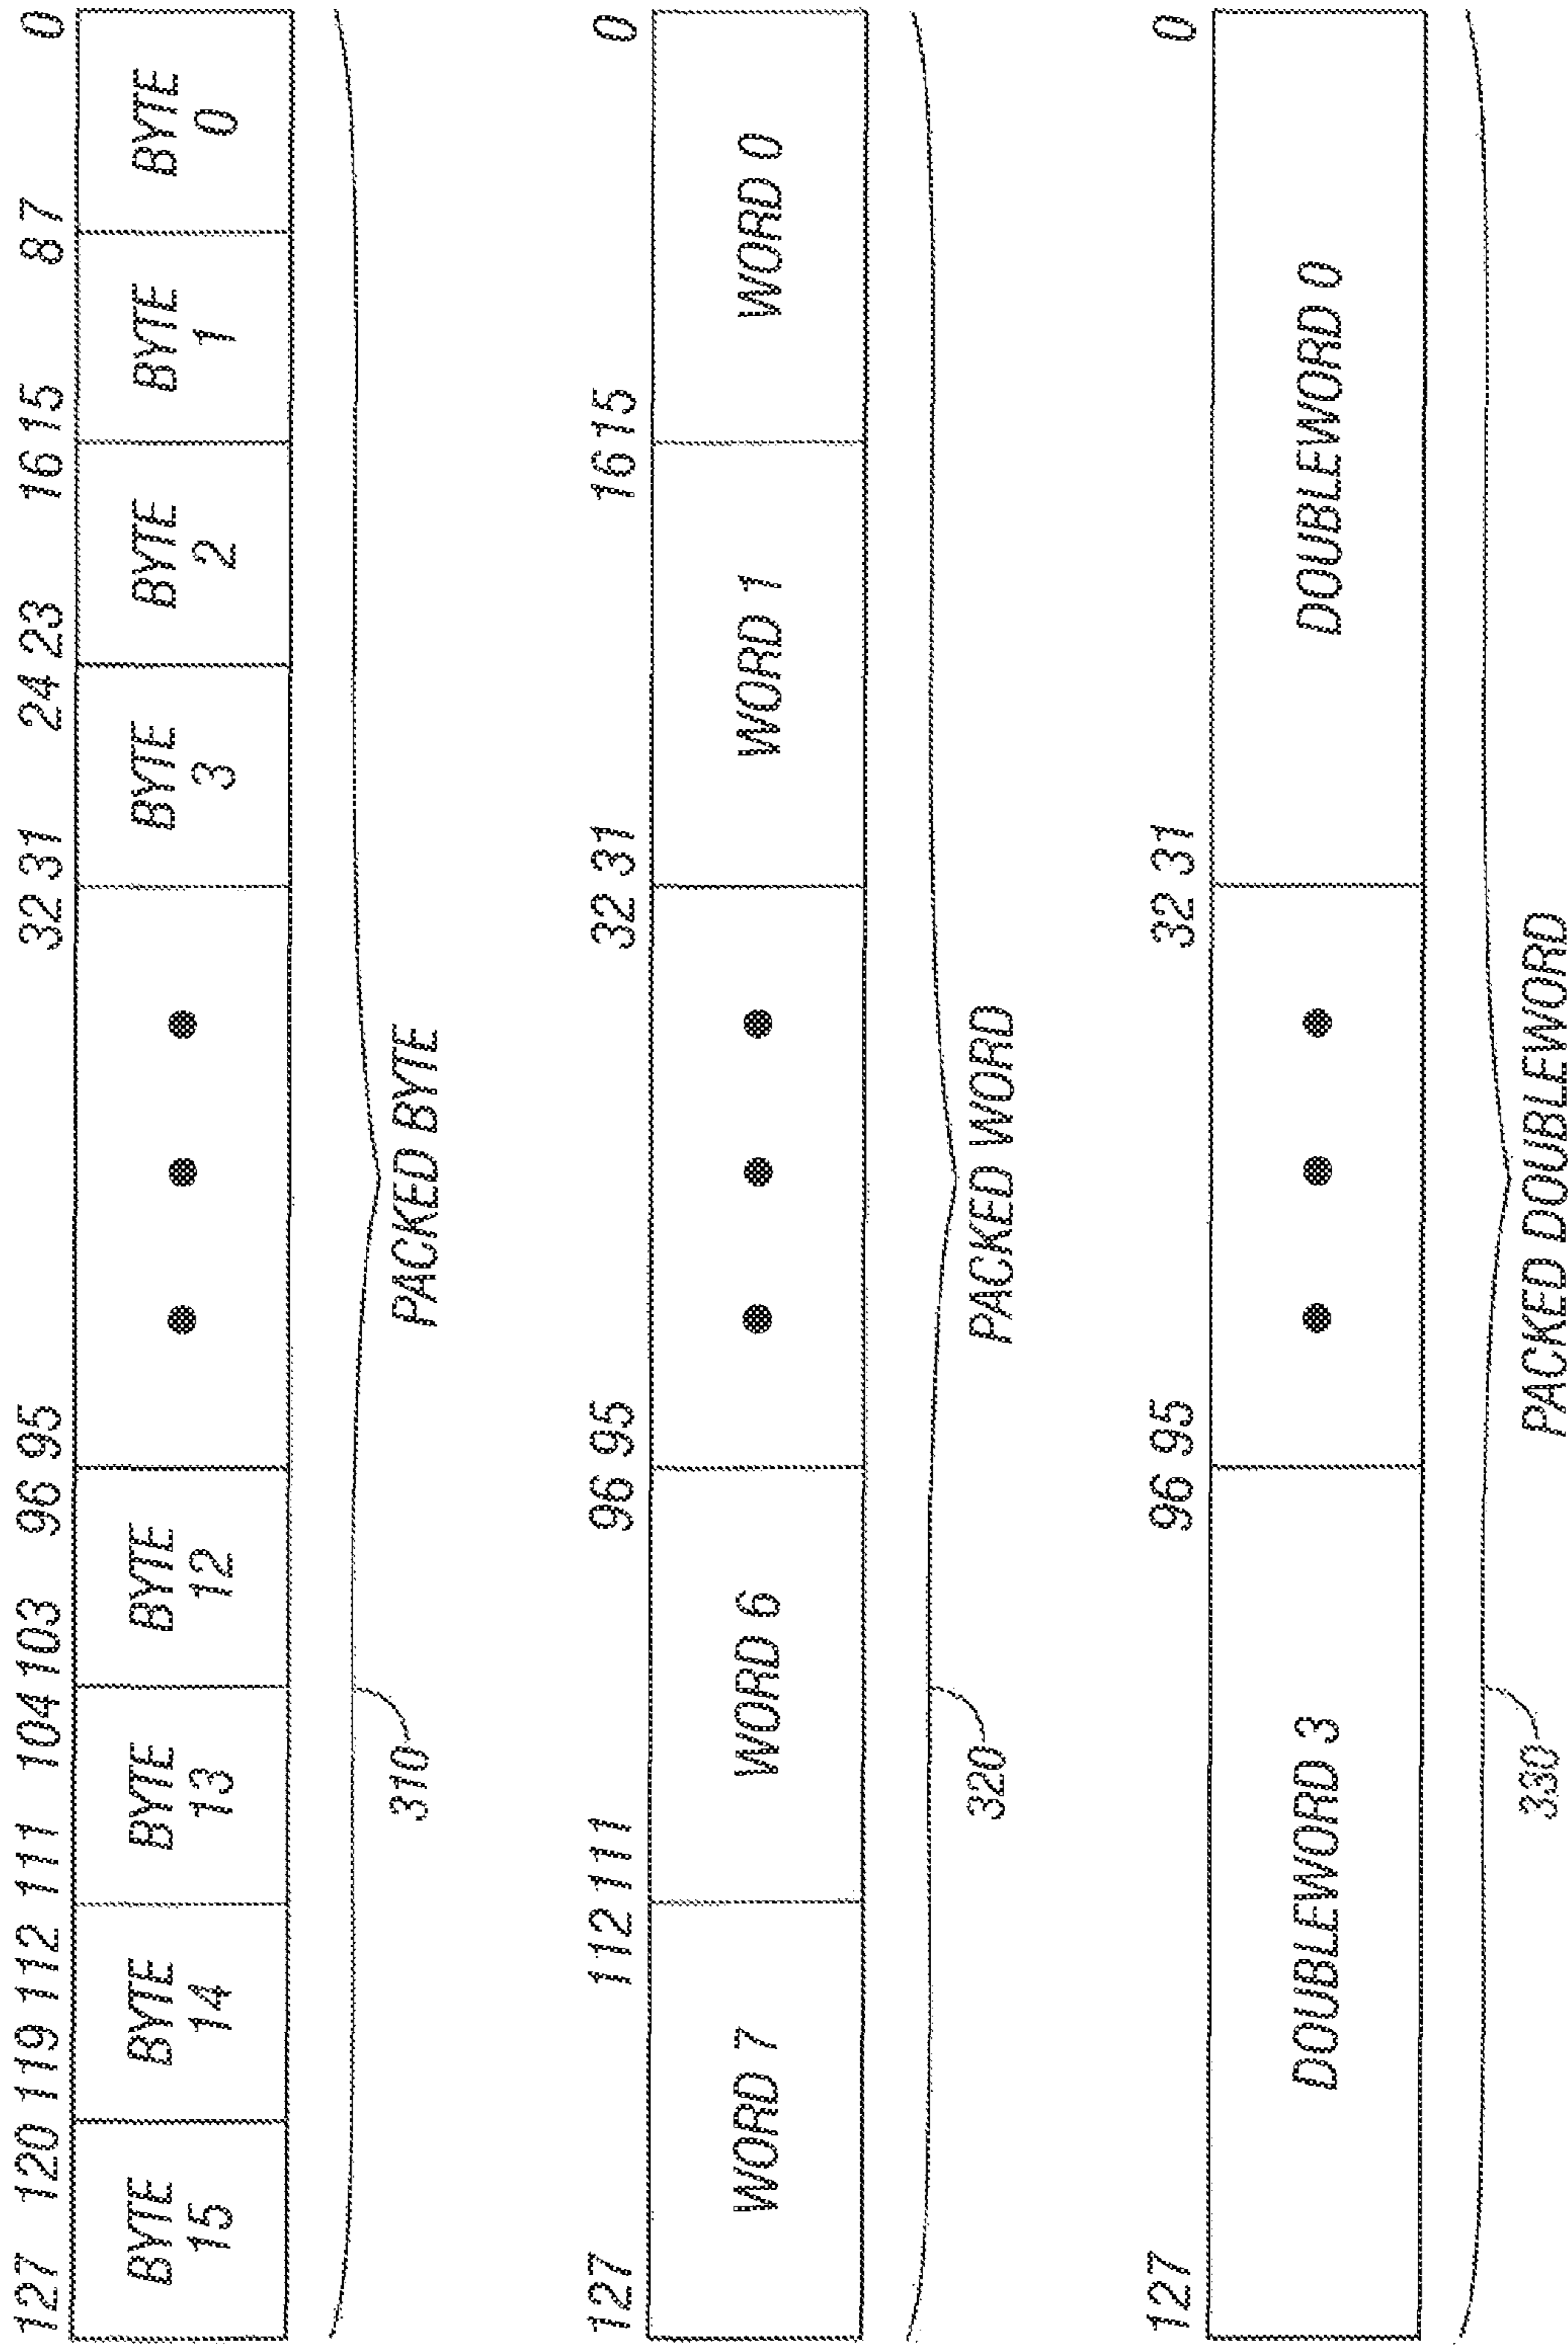 127 120 119 112 111 104 103 96 95 32 31 24 23 16 15 8 7 0
BYTE 15 BYTE 14 BYTE 13 BYTE 12 BYTE 3 BYTE 2 BYTE 1 BYTE 0
310
PACKED BYTE
127 112 111 96 95 32 31 16 15 0
WORD 7 WORD 6 WORD 1 WORD 0
320
PACKED WORD
127 96 95 32 31 0
DOUBLEWORD 3 DOUBLEWORD 0
330
PACKED DOUBLEWORD